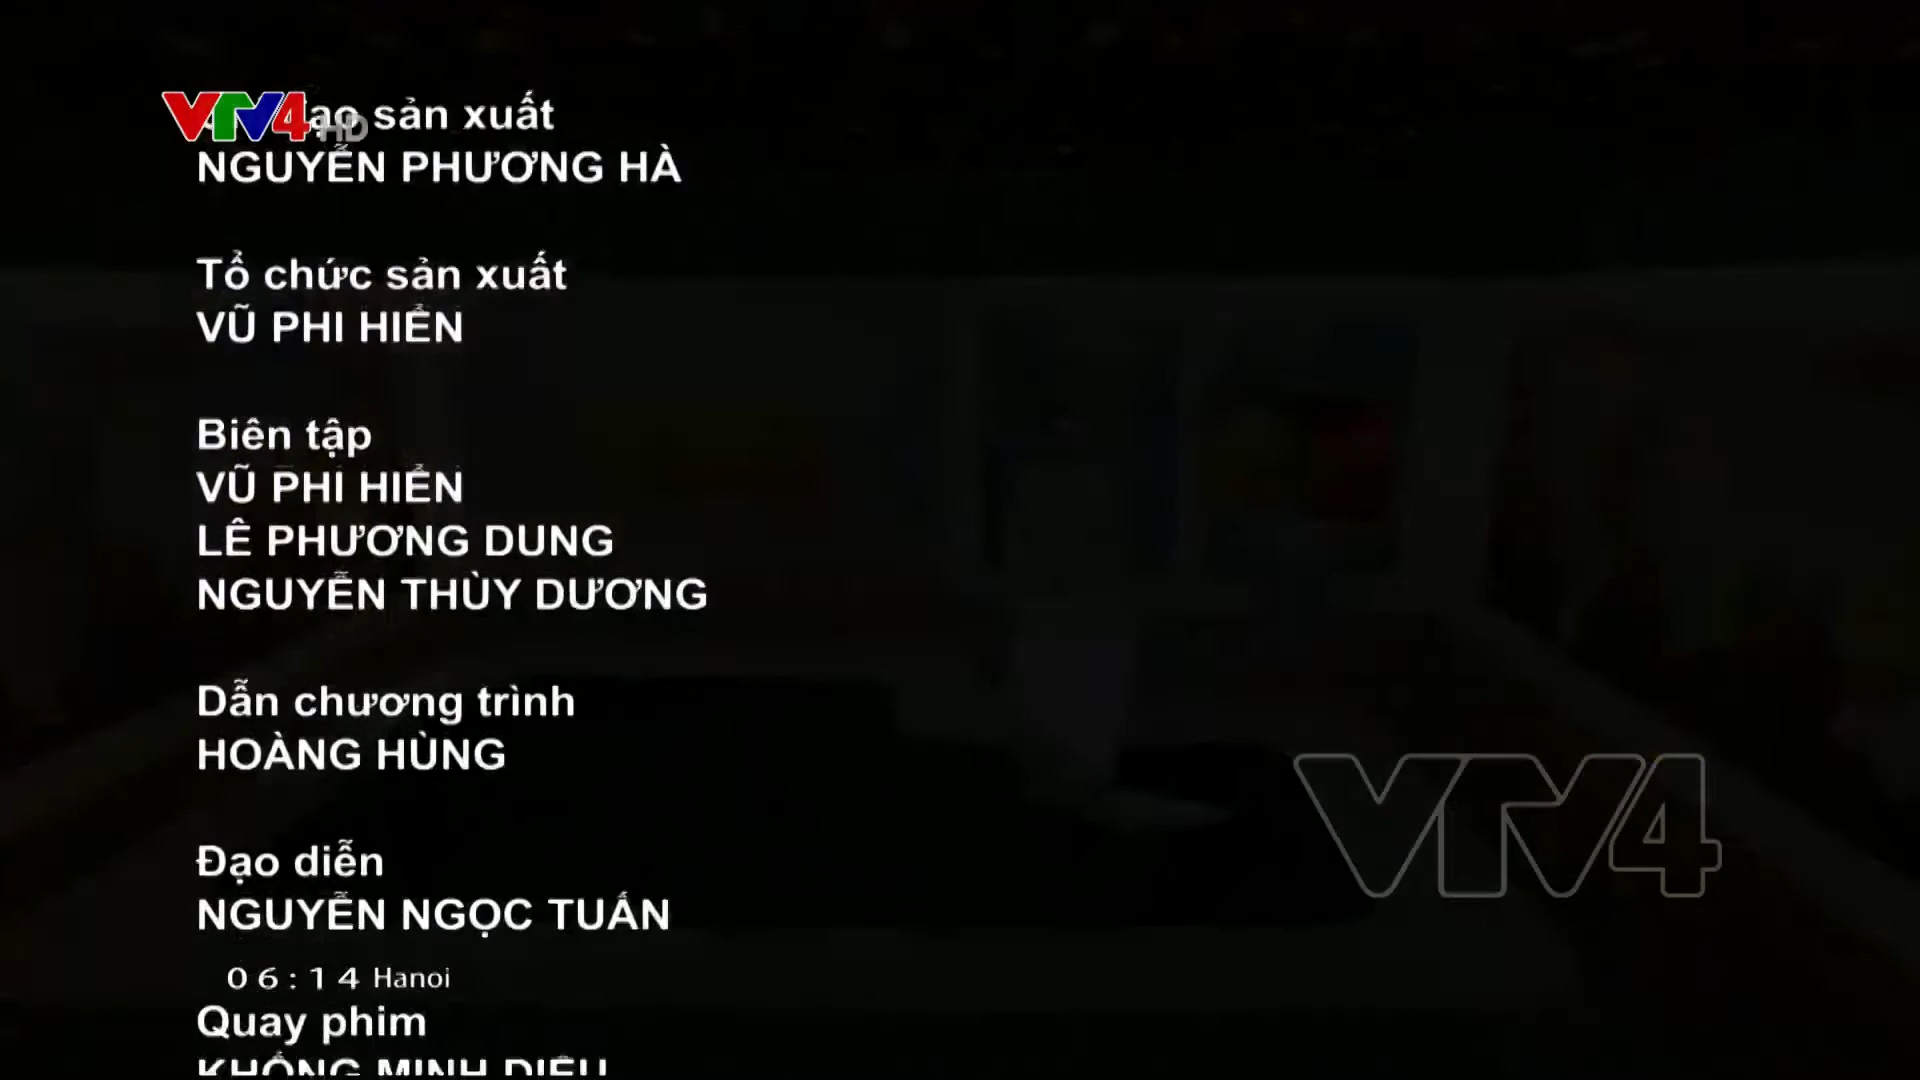 VTV4 HD
sản xuất
NGUYỄN PHƯƠNG HÀ
Tổ chức sản xuất
VŨ PHI HIỂN
Biên tập
VŨ PHI HIỂN
LÊ PHƯƠNG DUNG
NGUYỄN THÙY DƯƠNG
Dẫn chương trình
HOÀNG HÙNG
VTV4
Đạo diễn
NGUYỄN NGỌC TUẤN
06:14 Hanoi
Quay phim
MINH